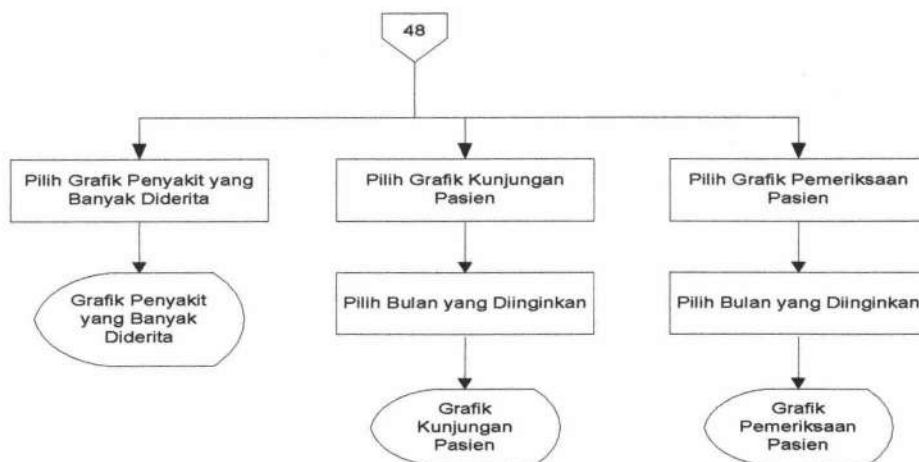 48
Pilih Grafik Penyakit yang
Banyak Diderita
Pilih Grafik Kunjungan
Pasien
Pilih Grafik Pemeriksaan
Pasien
Grafik Penyakit
yang Banyak
Diderita
Pilih Bulan yang Diinginkan
Pilih Bulan yang Diinginkan
Grafik
Kunjungan
Pasien
Grafik
Pemeriksaan
Pasien